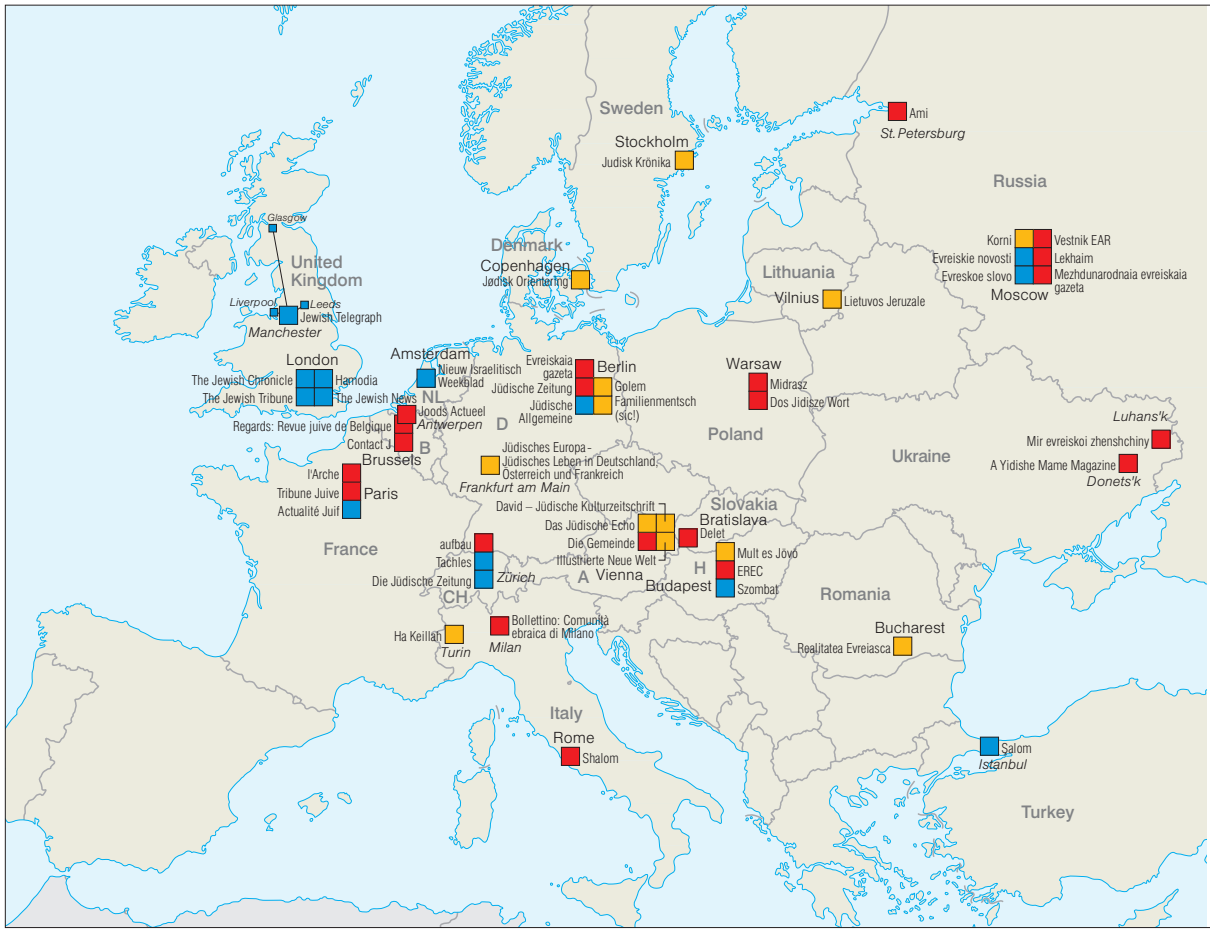 Sweden
Ami
St. Petersburg
Stockholm
Judisk Krönika
Russia
Glasgow
Korni
Vestnik EAR
Evreiskie novosti
Lekhaim
Evreskoe slovo
Mezhdunarodnaia evreiskaia
gazeta
Moscow
Denmark
Copenhagen
Jødisk Orientering
United
Kingdom
Lithuania
Vilnius
Lietuvos Jeruzale
Liverpool
Leeds
Jewish Telegraph
Manchester
London
The Jewish Chronicle
Hamodia
The Jewish Tribune
The Jewish News
Amsterdam
Nieuw Israelitisch
Weekblad
NL
Evreiskaia
gazeta
Berlin
Jüdische Zeitung
Golem
Jüdische
Allgemeine
Familienmentsch
(sic!)
Warsaw
Midrasz
Dos Jidisze Wort
Poland
Joods Actueel
Antwerpen
Regards: Revue juive de Belgique
Contact J
B
Brussels
D
Luhans'k
Mir evreiskoi zhenshchiny
A Yidishe Mame Magazine
Donets'k
Ukraine
Jüdisches Europa –
Jüdisches Leben in Deutschland,
Österreich und Frankreich
Frankfurt am Main
l'Arche
Tribune Juive
Paris
Actualité Juif
France
David – Jüdische Kulturzeitschrift
Das Jüdische Echo
Die Gemeinde
Illustrierte Neue Welt
A
Vienna
Slovakia
Bratislava
Delet
Mult es Jövö
H
EREC
Budapest
Szombat
aufbau
Tachles
Die Jüdische Zeitung
Zürich
CH
Romania
Bucharest
Realitatea Evreiasca
Ha Keillah
Turin
Bollettino: Comunità
ebraica di Milano
Milan
Italy
Rome
Shalom
Salom
Istanbul
Turkey